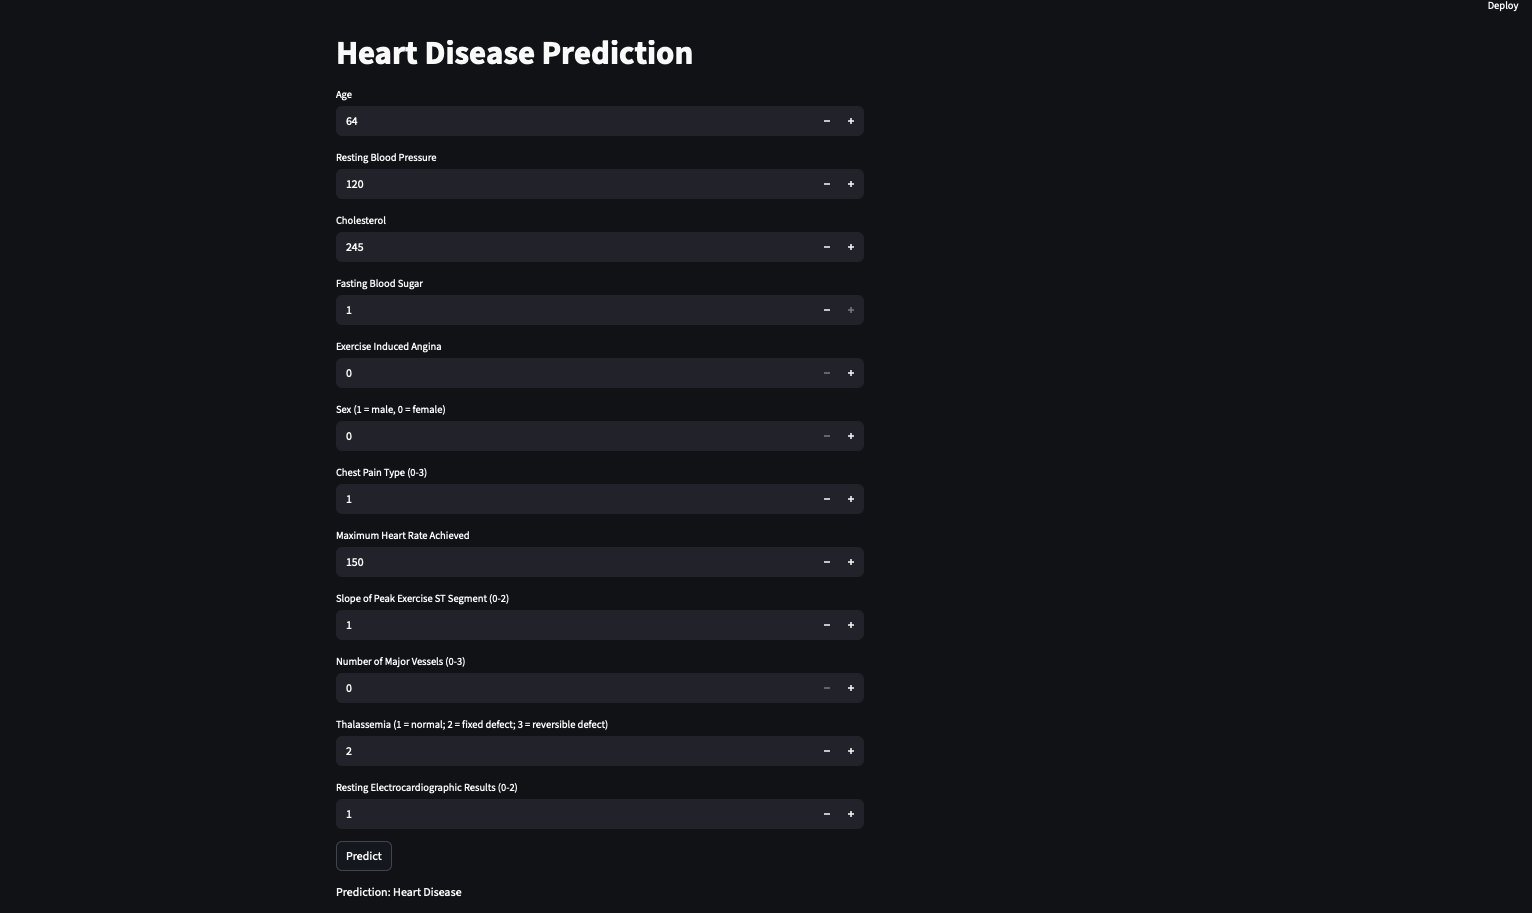 Deploy
Heart Disease Prediction
Age
64
Resting Blood Pressure
120
Cholesterol
245
Fasting Blood Sugar
1
Exercise Induced Angina
0
Sex (1 = male, 0 = female)
0
Chest Pain Type (0-3)
1
Maximum Heart Rate Achieved
150
Slope of Peak Exercise ST Segment (0-2)
1
Number of Major Vessels (0-3)
0
Thalassemia (1 = normal; 2 = fixed defect; 3 = reversible defect)
2
Resting Electrocardiographic Results (0-2)
1
Predict
Prediction: Heart Disease